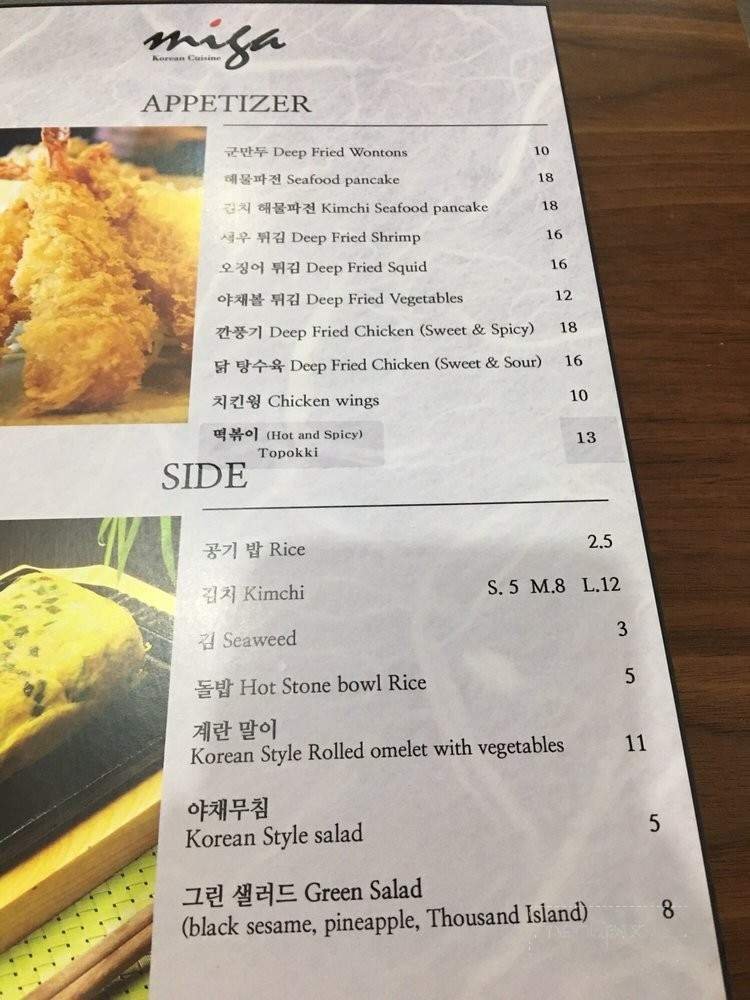 miga
Korean Cuisine
APPETIZER
군만두 Deep Fried Wontons 10
해물파전 Seafood pancake 18
김치 해물파전 Kimchi Seafood pancake 18
새우 튀김 Deep Fried Shrimp 16
오징어 튀김 Deep Fried Squid 16
야채볼 튀김 Deep Fried Vegetables 12
깐풍기 Deep Fried Chicken (Sweet & Spicy) 18
닭 탕수육 Deep Fried Chicken (Sweet & Sour) 16
치킨윙 Chicken wings 10
떡볶이 (Hot and Spicy) 13
Topokki
SIDE
공기 밥 Rice 2.5
김치 Kimchi S. 5 M.8 L.12
김 Seaweed 3
돌밥 Hot Stone bowl Rice 5
계란 말이
Korean Style Rolled omelet with vegetables 11
야채무침
Korean Style salad 5
그린 샐러드 Green Salad
(black sesame, pineapple, Thousand Island) 8